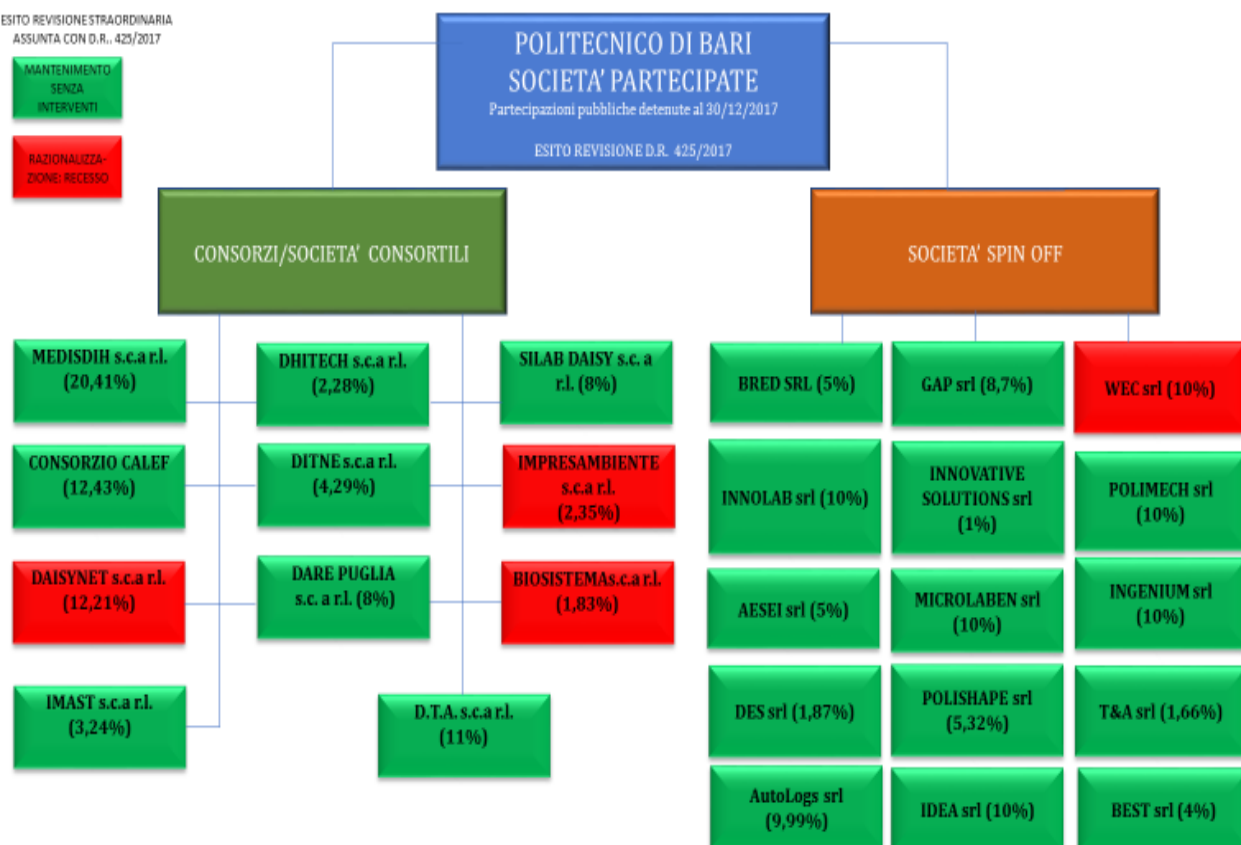 ESITO REVISIONE STRAORDINARIA
ASSUNTA CON D.R.. 425/2017
MANTENIMENTO
SENZA
INTERVENTI
RAZIONALIZZA-
ZIONE: RECESSO
POLITECNICO DI BARI
SOCIETA' PARTECIPATE
Partecipazioni pubbliche detenute al 30/12/2017
ESITO REVISIONE D.R. 425/2017
CONSORZI/SOCIETA' CONSORTILI
SOCIETA' SPIN OFF
MEDISDIH s.c.a r.l.
(20,41%)
DHITECH s.c.a r.l.
(2,28%)
SILAB DAISY s.c. a
r.l. (8%)
CONSORZIO CALEF
(12,43%)
DITNE s.c.a r.l.
(4,29%)
IMPRESAMBIENTE
s.c.a r.l.
(2,35%)
DAISYNET s.c.a r.l.
(12,21%)
DARE PUGLIA
s.c. a r.l. (8%)
BIOSISTEMAs.c.a r.l.
(1,83%)
IMAST s.c.a r.l.
(3,24%)
D.T.A. s.c.a r.l.
(11%)
BRED SRL (5%)
GAP srl (8,7%)
WEC srl (10%)
INNOLAB srl (10%)
INNOVATIVE
SOLUTIONS srl
(1%)
POLIMECH srl
(10%)
AESEI srl (5%)
MICROLABEN srl
(10%)
INGENIUM srl
(10%)
DES srl (1,87%)
POLISHAPE srl
(5,32%)
T&A srl (1,66%)
AutoLogs srl
(9,99%)
IDEA srl (10%)
BEST srl (4%)